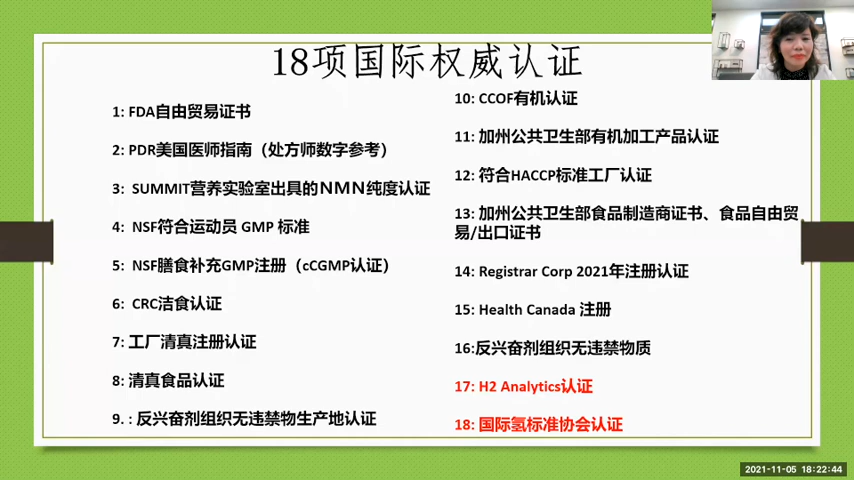 18项国际权威认证
1: FDA自由贸易证书
2: PDR美国医师指南（处方师数字参考）
3: SUMMIT营养实验室出具的NMN纯度认证
4: NSF符合运动员 GMP 标准
5: NSF膳食补充GMP注册（cCGMP认证）
6: CRC洁食认证
7: 工厂清真注册认证
8: 清真食品认证
9. : 反兴奋剂组织无违禁物生产地认证
10: CCOF有机认证
11: 加州公共卫生部有机加工产品认证
12: 符合HACCP标准工厂认证
13: 加州公共卫生部食品制造商证书、食品自由贸
易/出口证书
14: Registrar Corp 2021年注册认证
15: Health Canada 注册
16:反兴奋剂组织无违禁物质
17: H2 Analytics认证
18: 国际氢标准协会认证
2021-11-05 18:22:44